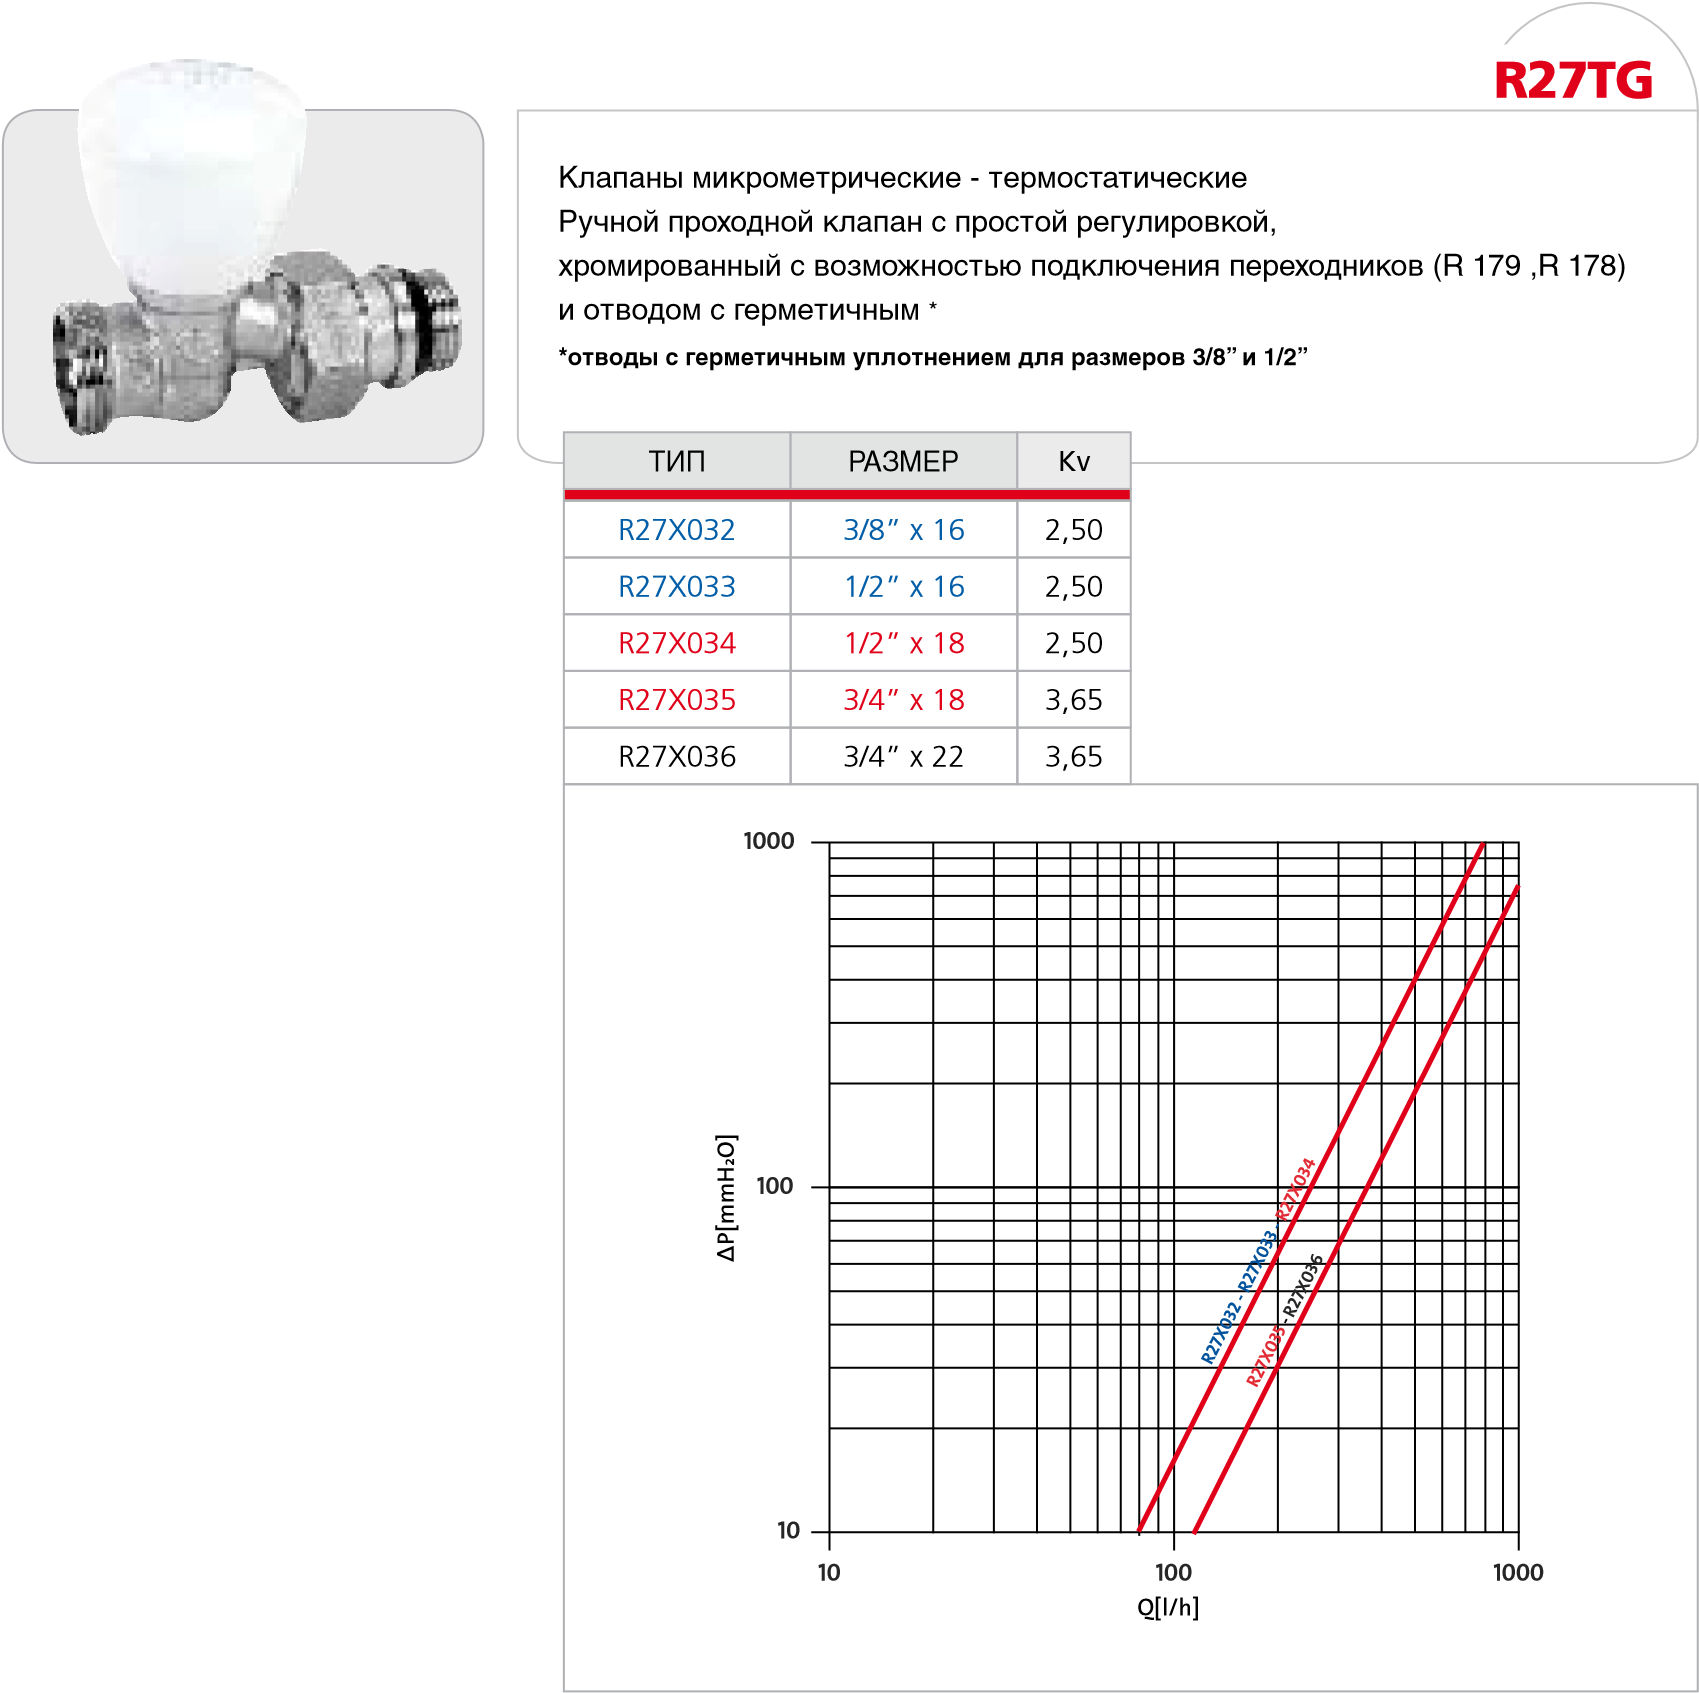 R27TG
Клапаны микрометрические - термостатические
Ручной проходной клапан с простой регулировкой,
хромированный с возможностью подключения переходников (R 179 ,R 178)
и отводом с герметичным *
*отводы с герметичным уплотнением для размеров 3/8” и 1/2”
ТИП РАЗМЕР Kv
R27X032 3/8” x 16 2,50
R27X033 1/2” x 16 2,50
R27X034 1/2” x 18 2,50
R27X035 3/4” x 18 3,65
R27X036 3/4” x 22 3,65
1000
100
10
ΔP[mmH₂O]
R27X032 - R27X033 - R27X034
R27X035 - R27X036
10 100 1000
Q[l/h]